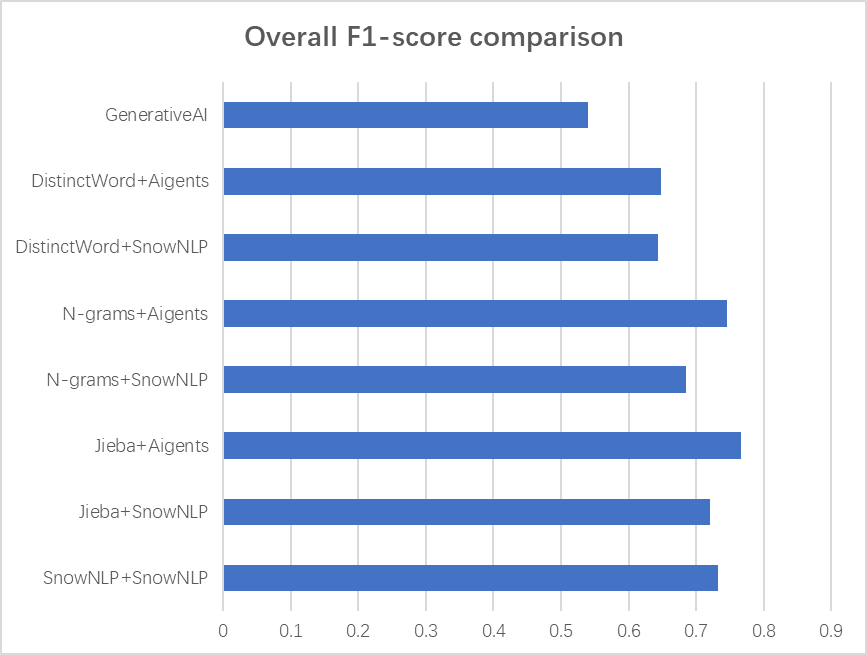 Overall F1-score comparison
GenerativeAI
DistinctWord+Aigents
DistinctWord+SnowNLP
N-grams+Aigents
N-grams+SnowNLP
Jieba+Aigents
Jieba+SnowNLP
SnowNLP+SnowNLP
0 0.1 0.2 0.3 0.4 0.5 0.6 0.7 0.8 0.9